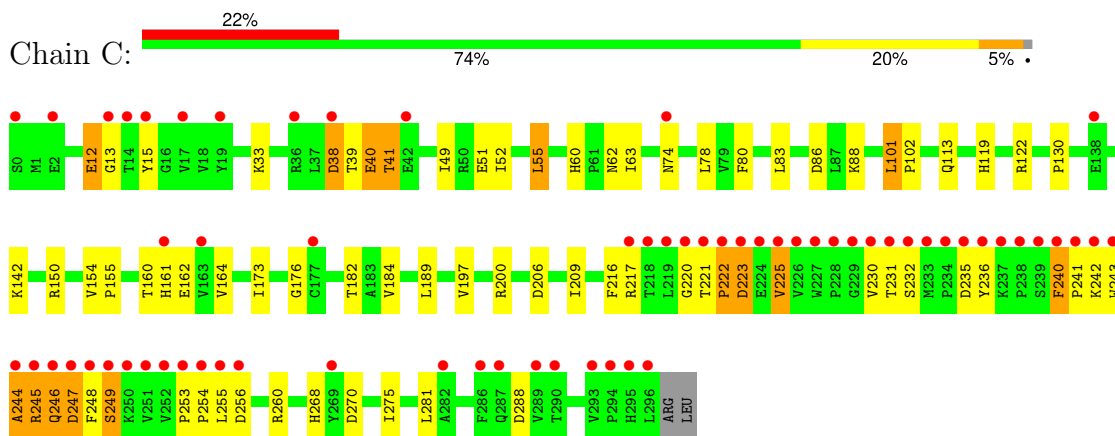 22%
Chain C:
74% 20% 5% •
S0 M1 E2 E12 G13 T14 Y15 G16 V17 V18 Y19 K33 R36 L37 D38 T39 E40 T41 E42 I49 R50 E51 I52 L55 H60 P61 N62 I63 N74 L78 V79 F80 L83 D86 L87 K88 L101 P102 Q113 H119 R122 P130 E138
K142 R150 V154 P155 T160 H161 E162 V163 V164 I173 G176 C177 T182 A183 V184 L189 V197 R200 D206 I209 F216 R217 T218 L219 G220 T221 P222 D223 E224 V225 V226 W227 P228 G229 V230 T231 S232 M233 P234 D235 Y236 K237 P238 S239 F240 P241 K242 W243
A244 R245 Q246 D247 F248 S249 K250 V251 V252 P253 P254 L255 D256 R260 H268 Y269 D270 I275 L281 A282 F286 Q287 D288 V289 T290 V293 P294 H295 L296 ARG LEU